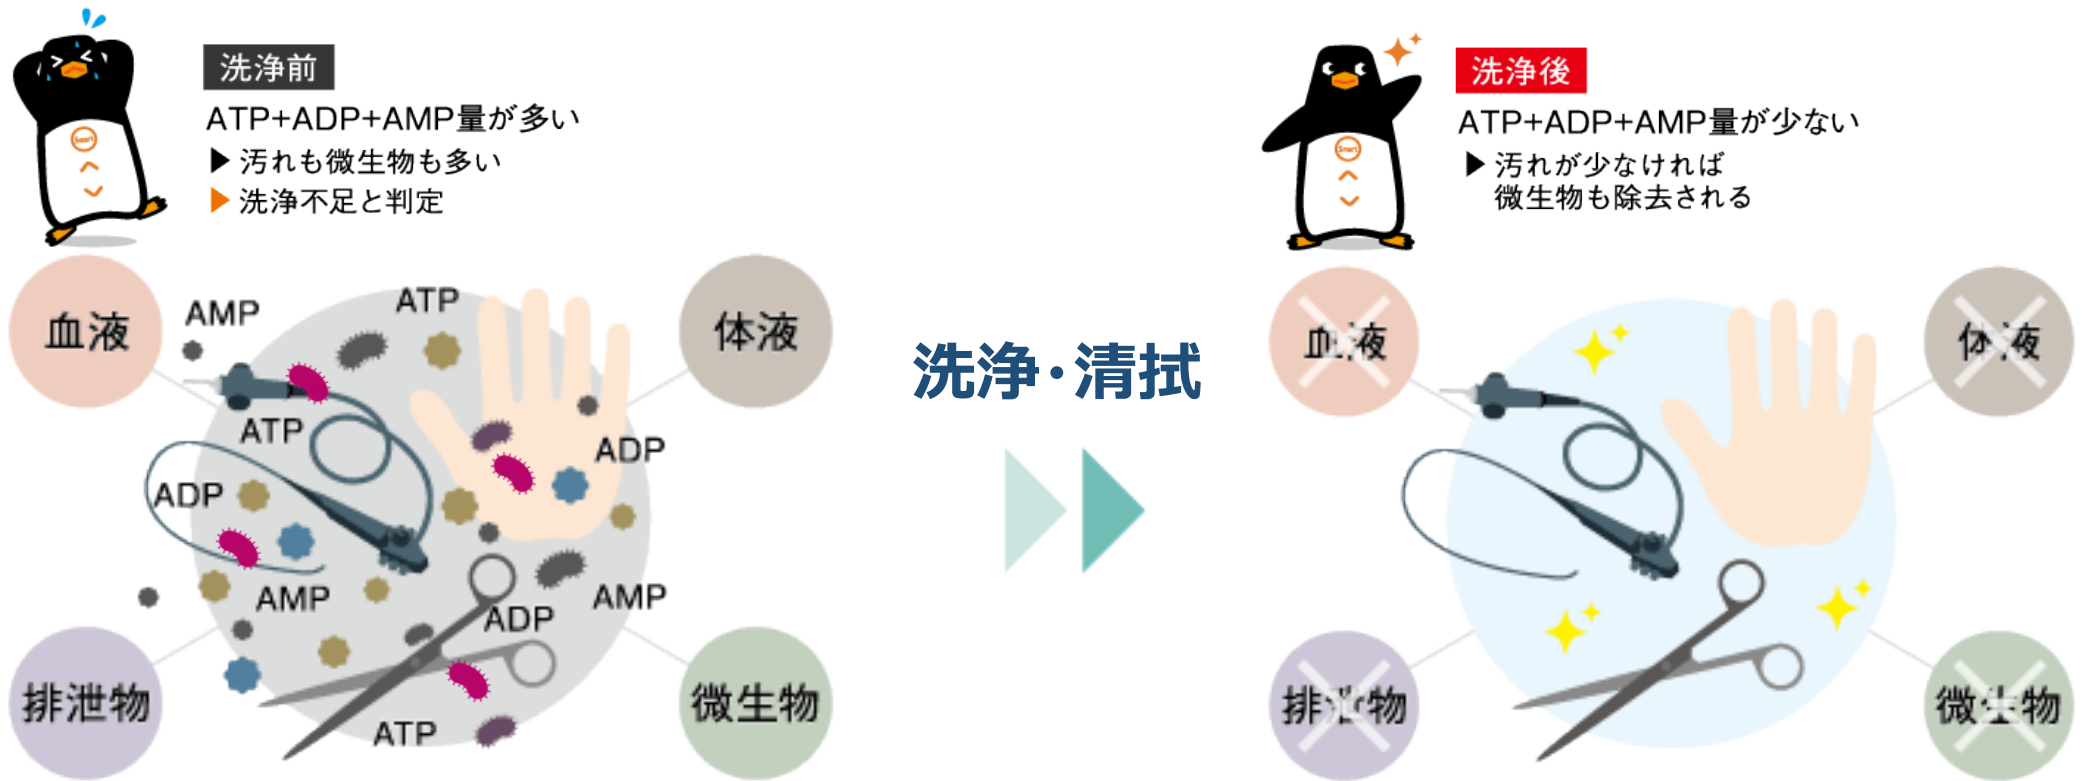 洗浄前
ATP+ADP+AMP量が多い
▶ 汚れも微生物も多い
▶ 洗浄不足と判定
Smart
血液
AMP
ATP
体液
ATP
ADP
ADP
AMP
ADP
AMP
排泄物
微生物
ATP
洗浄・清拭
洗浄後
ATP+ADP+AMP量が少ない
▶ 汚れが少なければ
微生物も除去される
Smart
血液
体液
排泄物
微生物